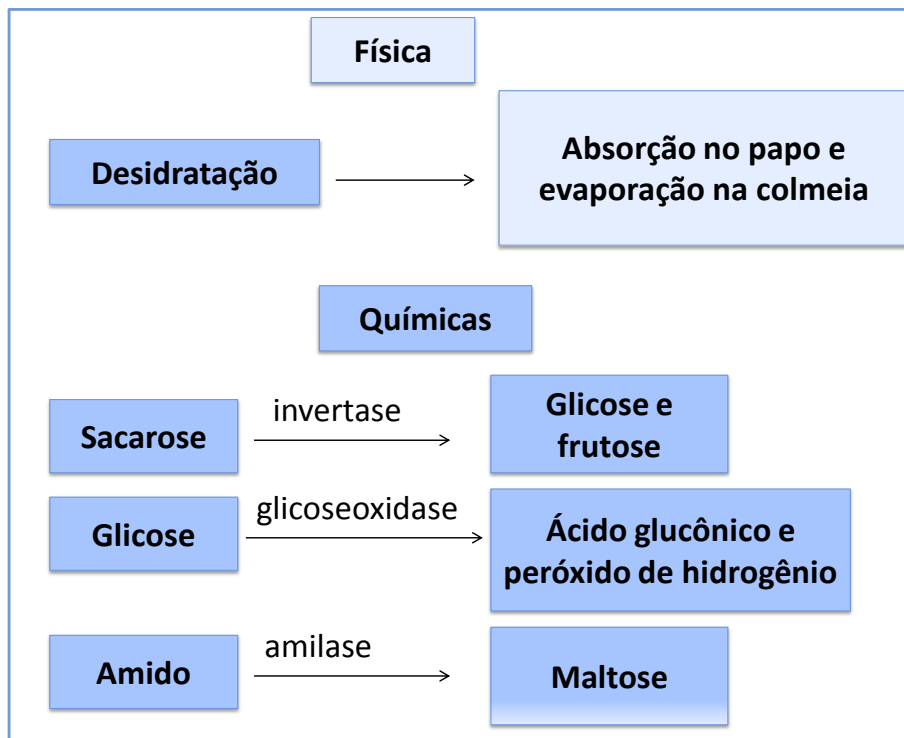 Física
Desidratação
Absorção no papo e
evaporação na colmeia
Químicas
Sacarose
invertase
Glicose e
frutose
Glicose
glicoseoxidase
Ácido glucônico e
peróxido de hidrogênio
Amido
amilase
Maltose